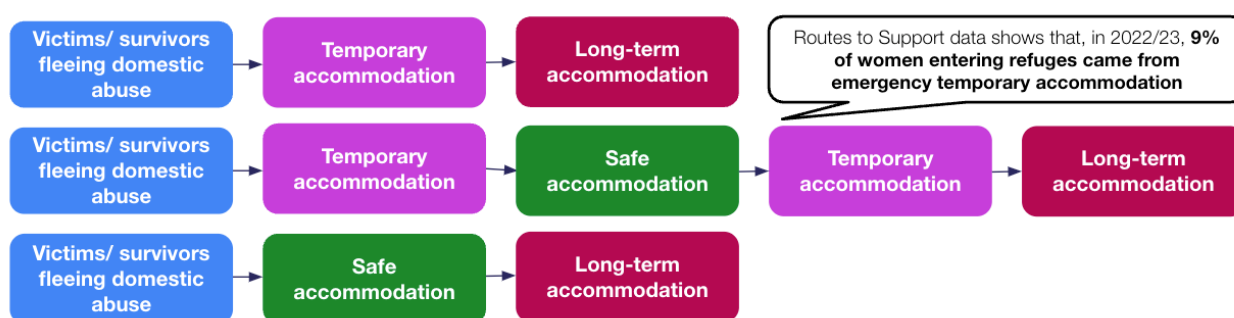 Victims/ survivors
fleeing domestic
abuse
Temporary
accommodation
Long-term
accommodation
Routes to Support data shows that, in 2022/23, 9%
of women entering refuges came from
emergency temporary accommodation
Victims/ survivors
fleeing domestic
abuse
Temporary
accommodation
Safe
accommodation
Temporary
accommodation
Long-term
accommodation
Victims/ survivors
fleeing domestic
abuse
Safe
accommodation
Long-term
accommodation